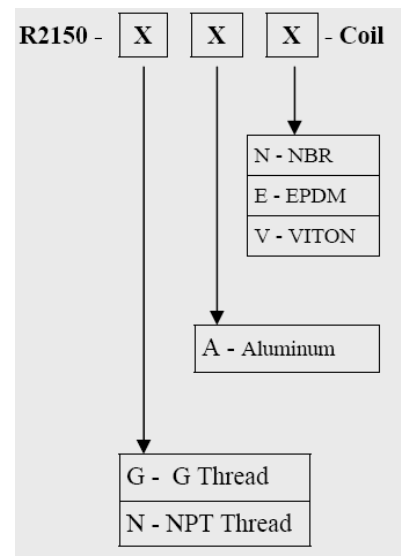 R2150 - X X X - Coil
N - NBR
E - EPDM
V - VITON
A - Aluminum
G - G Thread
N - NPT Thread